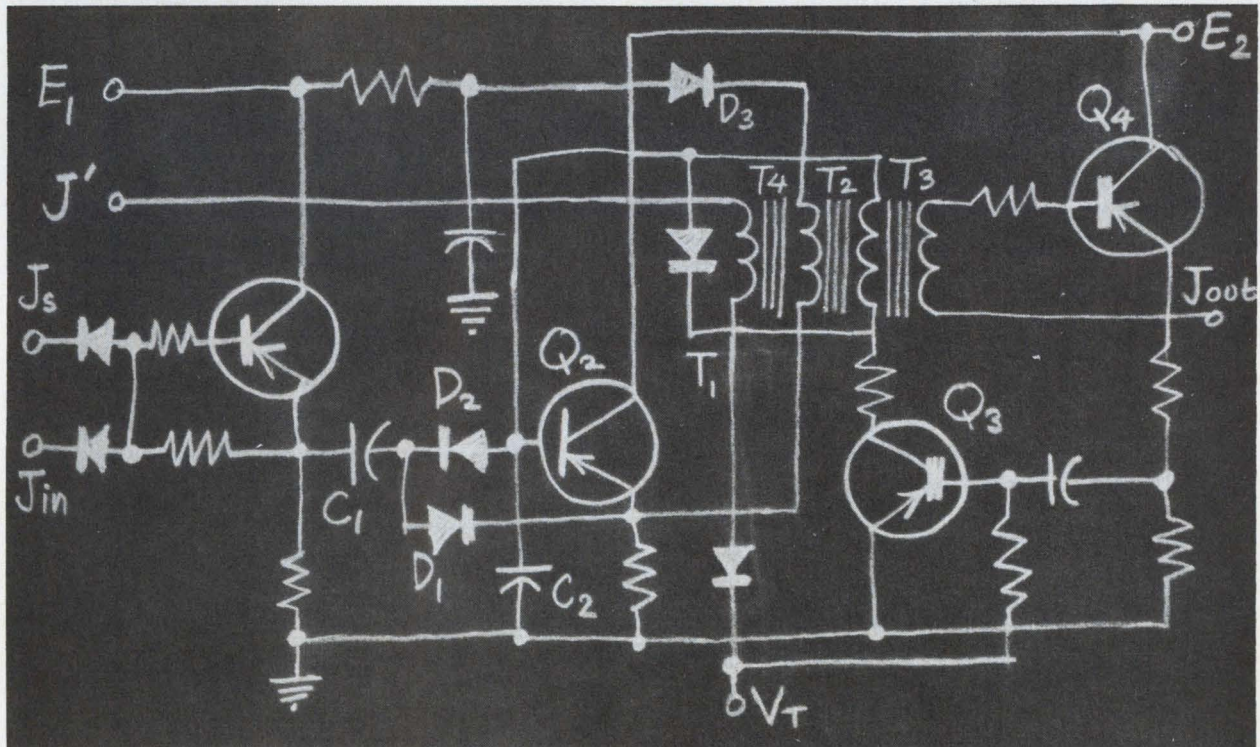 E₂
E₁
D₃
Q₄
J'
T₄ T₂ T₃
Js
Jout
Q₂
T₁
D₂
Q₃
Jin
C₁
D₁
C₂
VT